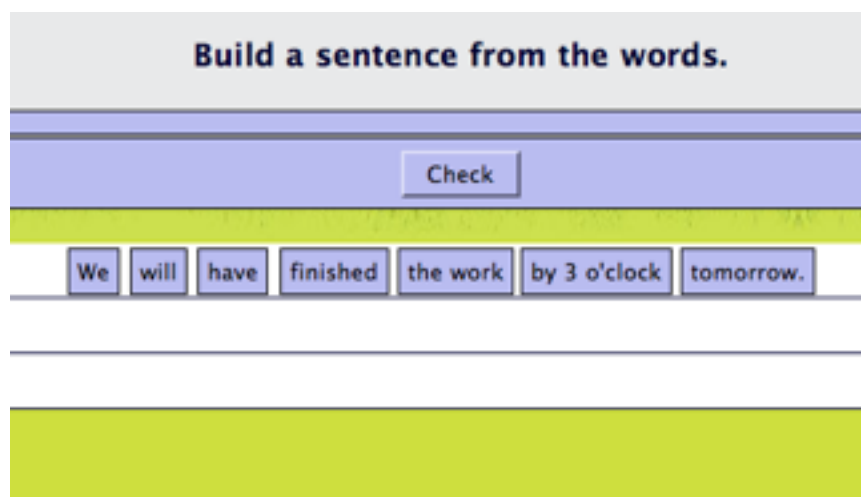 Build a sentence from the words.
Check
We will have finished the work by 3 o'clock tomorrow.